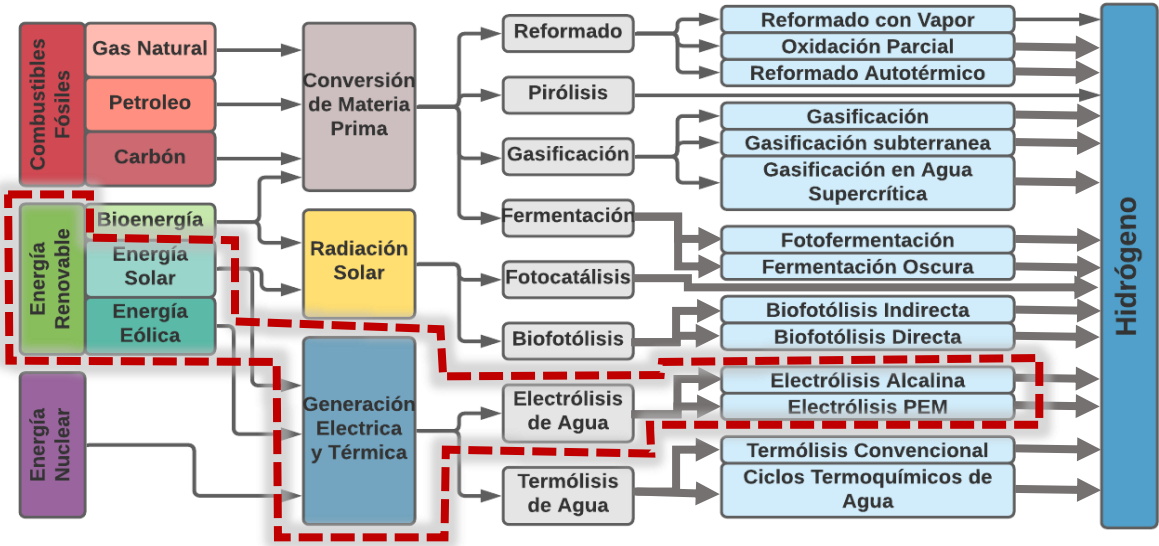 Combustibles
Fósiles
Gas Natural
Petroleo
Carbón
Energía
Renovable
Bioenergía
Energía
Solar
Energía
Eólica
Energía
Nuclear
Conversión
de Materia
Prima
Radiación
Solar
Generación
Electrica
y Térmica
Reformado
Pirólisis
Gasificación
Fermentación
Fotocatálisis
Biofotólisis
Electrólisis
de Agua
Termólisis
de Agua
Reformado con Vapor
Oxidación Parcial
Reformado Autotérmico
Gasificación
Gasificación subterranea
Gasificación en Agua
Supercrítica
Fotofermentación
Fermentación Oscura
Biofotólisis Indirecta
Biofotólisis Directa
Electrólisis Alcalina
Electrólisis PEM
Termólisis Convencional
Ciclos Termoquímicos de
Agua
Hidrógeno